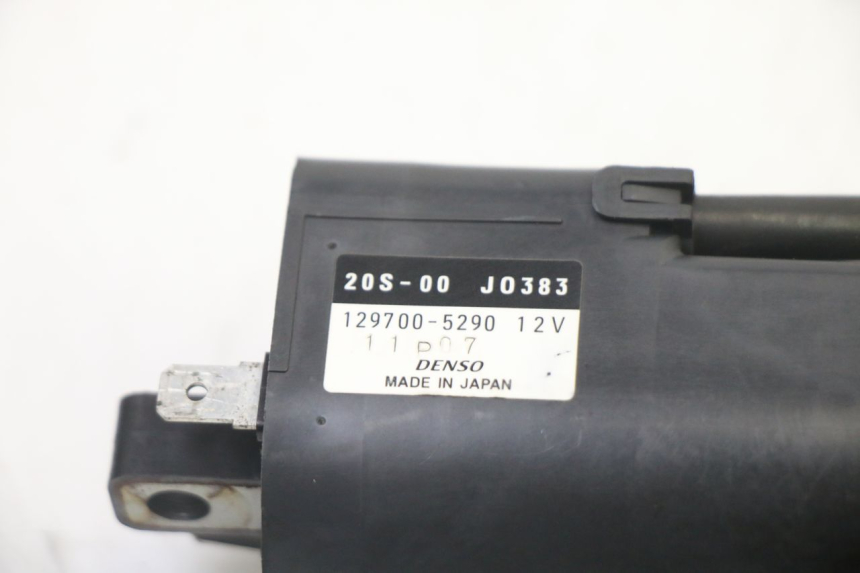 20S-00 J0383
129700-5290 12V
DENSO
MADE IN JAPAN